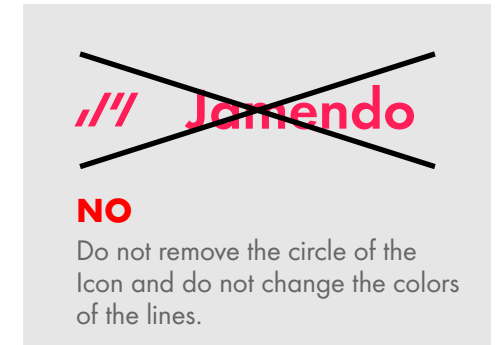 Jamendo
NO
Do not remove the circle of the
Icon and do not change the colors
of the lines.